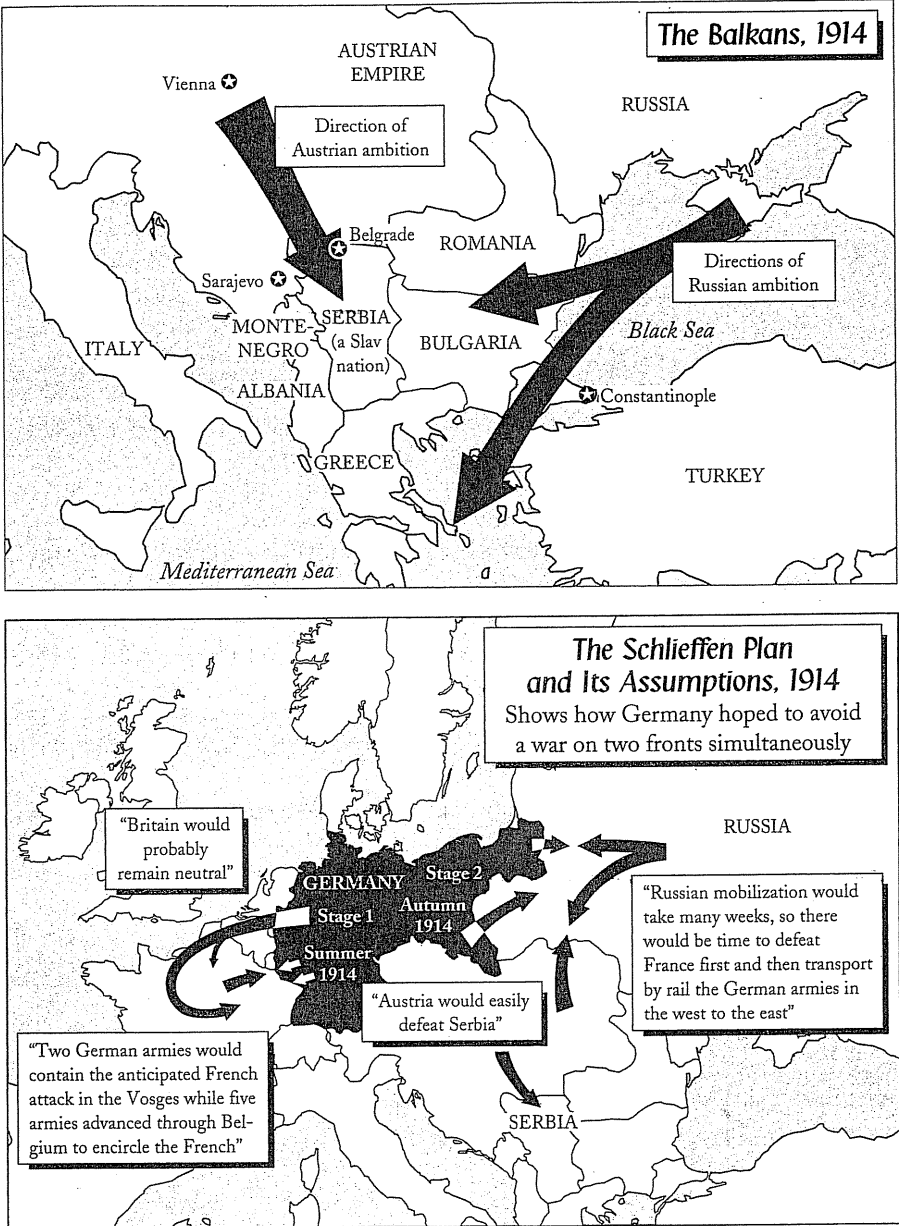 The Balkans, 1914
AUSTRIAN
EMPIRE
Vienna
RUSSIA
Direction of
Austrian ambition
Belgrade
ROMANIA
Directions of
Russian ambition
Sarajevo
SERBIA
(a Slav
nation)
MONTE-
NEGRO
Black Sea
ITALY
BULGARIA
ALBANIA
Constantinople
GREECE
TURKEY
Mediterranean Sea
The Schlieffen Plan
and Its Assumptions, 1914
Shows how Germany hoped to avoid
a war on two fronts simultaneously
"Britain would
probably
remain neutral"
RUSSIA
GERMANY
Stage 2
Autumn
1914
Stage 1
Summer
1914
"Russian mobilization would
take many weeks, so there
would be time to defeat
France first and then transport
by rail the German armies in
the west to the east"
"Austria would easily
defeat Serbia"
"Two German armies would
contain the anticipated French
attack in the Vosges while five
armies advanced through Bel-
gium to encircle the French"
SERBIA